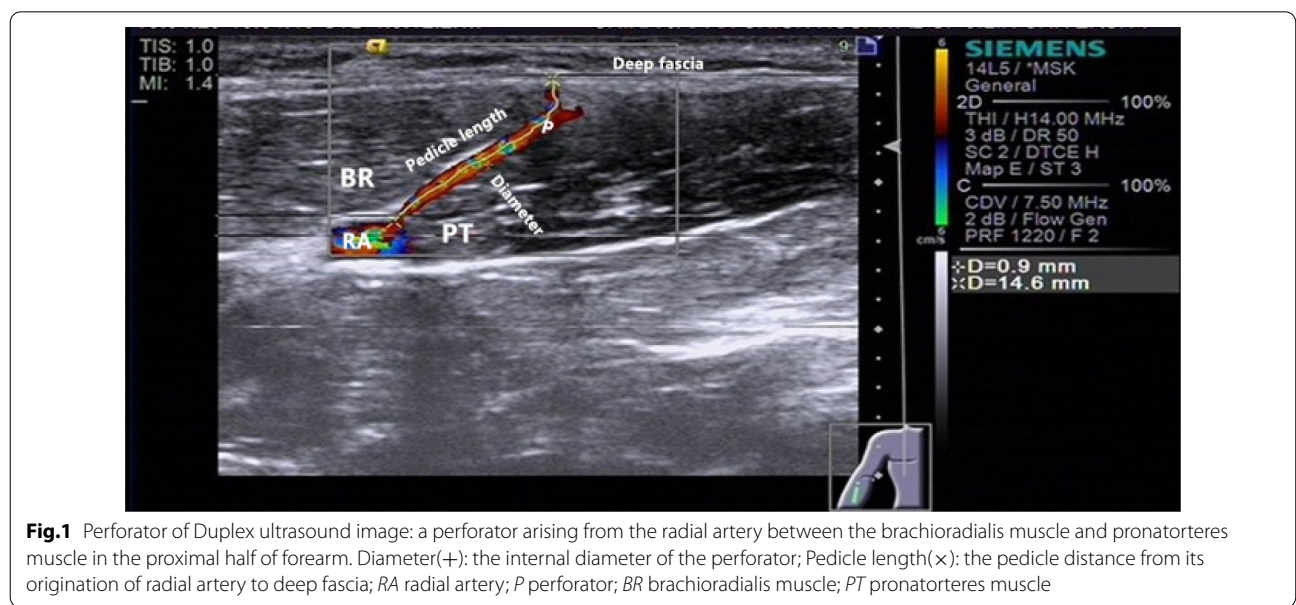 TIS: 1.0
TIB: 1.0
MI: 1.4
9
Deep fascia
Pedicle length
P
BR
Diameter
RA
PT
6
6
cm/s
SIEMENS
14L5 / *MSK
General
2D 100%
THI / H14.00 MHz
3 dB / DR 50
SC 2 / DTCE H
Map E / ST 3
C 100%
CDV / 7.50 MHz
2 dB / Flow Gen
PRF 1220 / F 2
D=0.9 mm
D=14.6 mm
Fig.1 Perforator of Duplex ultrasound image: a perforator arising from the radial artery between the brachioradialis muscle and pronatorteres
muscle in the proximal half of forearm. Diameter(+): the internal diameter of the perforator; Pedicle length(×): the pedicle distance from its
origination of radial artery to deep fascia; RA radial artery; P perforator; BR brachioradialis muscle; PT pronatorteres muscle